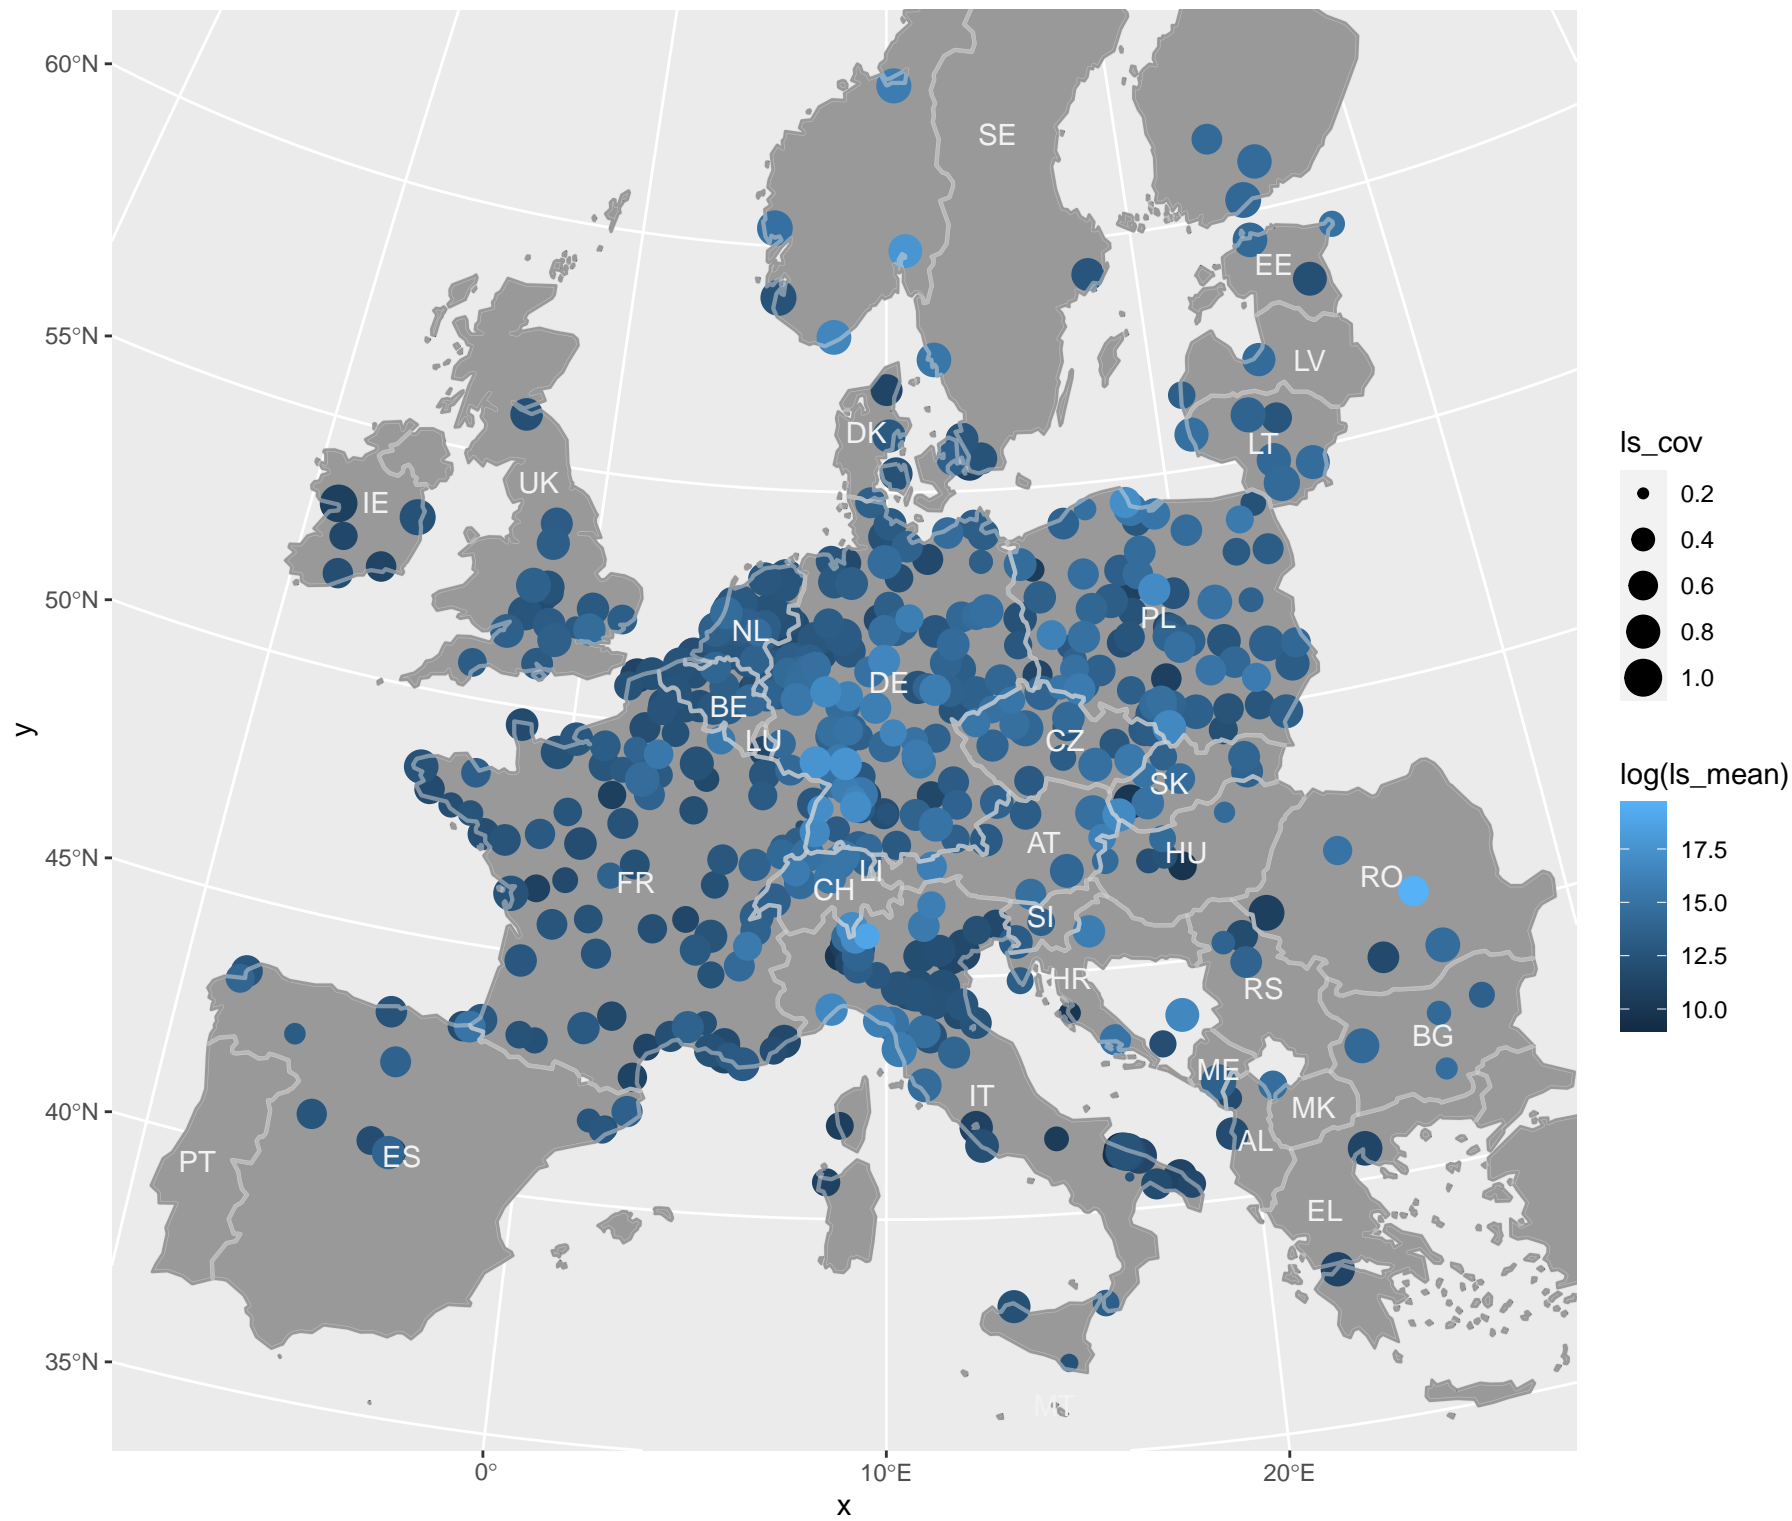 60°N
SE
EE
55°N
LV
DK
LT
ls_cov
UK
0.2
IE
0.4
50°N
0.6
PL
NL
0.8
DE
1.0
BE
y
LU
CZ
log(ls_mean)
SK
AT
17.5
45°N
HU
LI
RO
FR
CH
15.0
SI
12.5
HR
RS
10.0
BG
ME
IT
MK
40°N
AL
ES
PT
EL
35°N
MT
0°
10°E
20°E
x